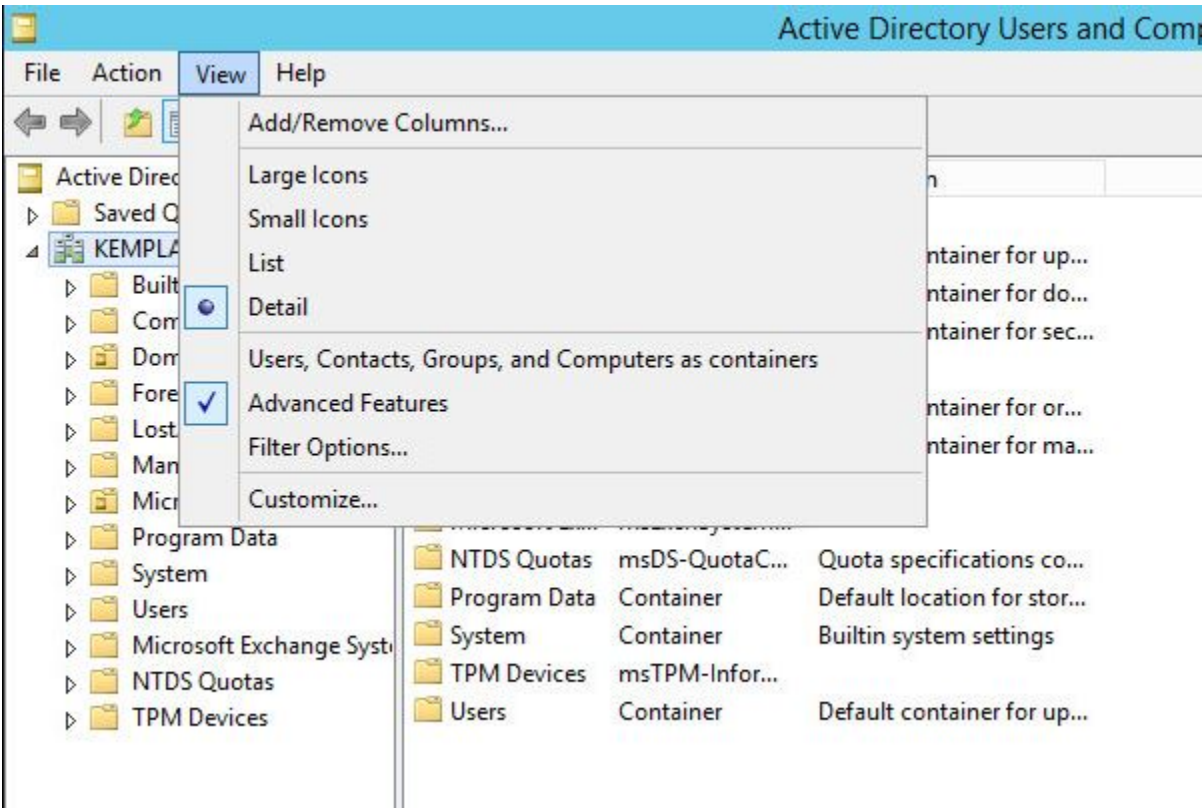 Active Directory Users and Comp
File Action View Help
Add/Remove Columns...
Large Icons
Small Icons
List
Detail
Users, Contacts, Groups, and Computers as containers
Advanced Features
Filter Options...
Customize...
Active Direc
Saved Q
KEMPLA
Built
Com
Dom
Fore
Lost
Man
Micr
Program Data
System
Users
Microsoft Exchange Syst
NTDS Quotas
TPM Devices
n
ntainer for up...
ntainer for do...
ntainer for sec...
ntainer for or...
ntainer for ma...
NTDS Quotas msDS-QuotaC... Quota specifications co...
Program Data Container Default location for stor...
System Container Builtin system settings
TPM Devices msTPM-Infor...
Users Container Default container for up...